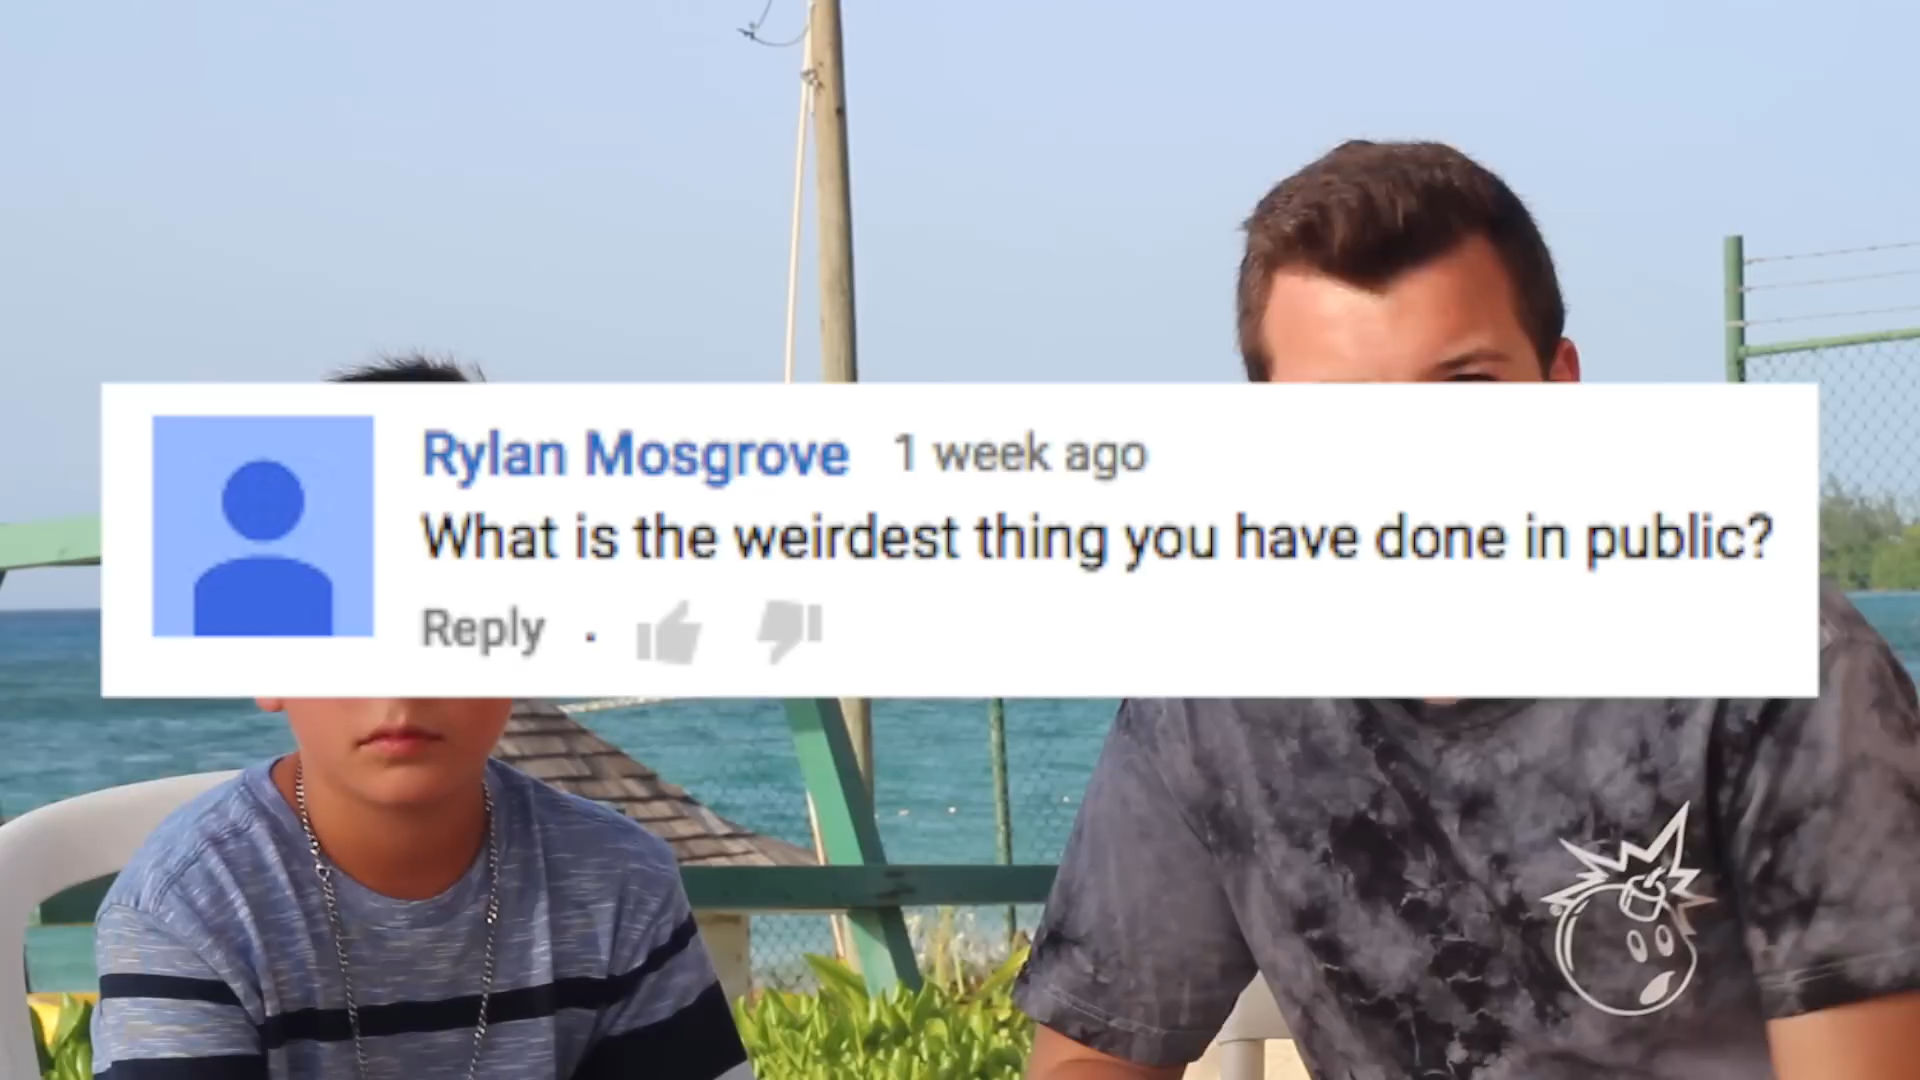 Rylan Mosgrove 1 week ago
What is the weirdest thing you have done in public?
Reply